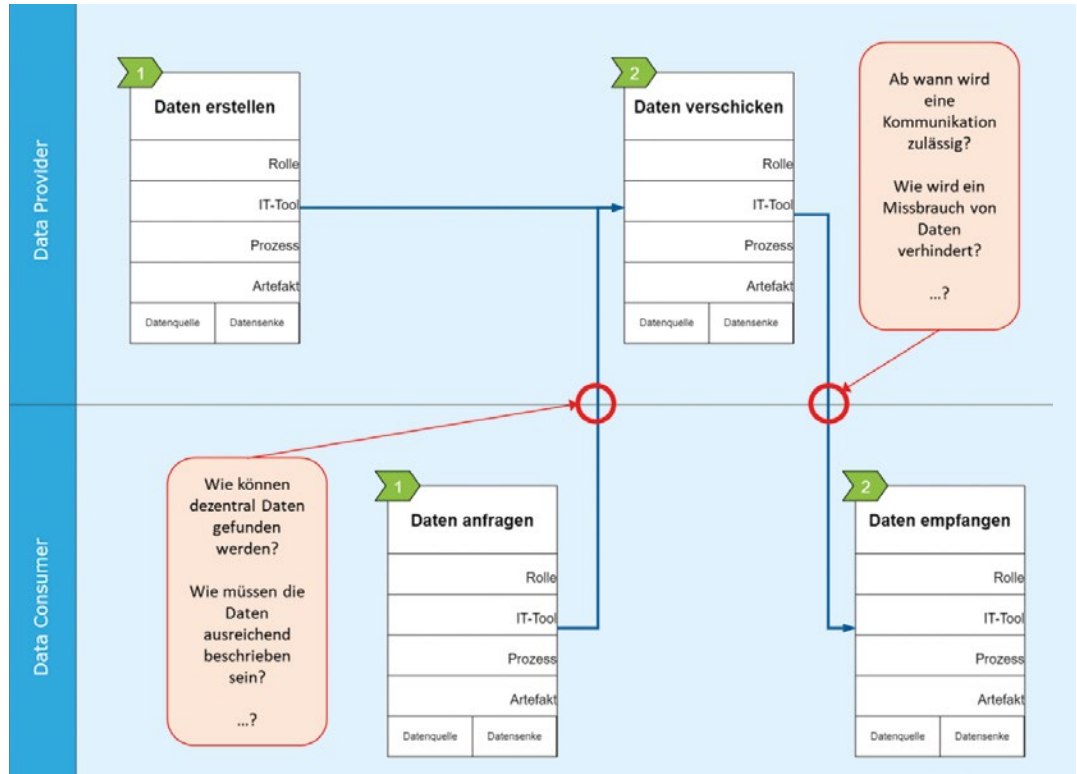 Data Provider
1
Daten erstellen
Rolle
IT-Tool
Prozess
Artefakt
Datenquelle
Datensenke
2
Daten verschicken
Rolle
IT-Tool
Prozess
Artefakt
Datenquelle
Datensenke
Ab wann wird
eine
Kommunikation
zulässig?
Wie wird ein
Missbrauch von
Daten
verhindert?
...?
Data Consumer
Wie können
dezentral Daten
gefunden
werden?
Wie müssen die
Daten
ausreichend
beschrieben
sein?
...?
1
Daten anfragen
Rolle
IT-Tool
Prozess
Artefakt
Datenquelle
Datensenke
2
Daten empfangen
Rolle
IT-Tool
Prozess
Artefakt
Datenquelle
Datensenke